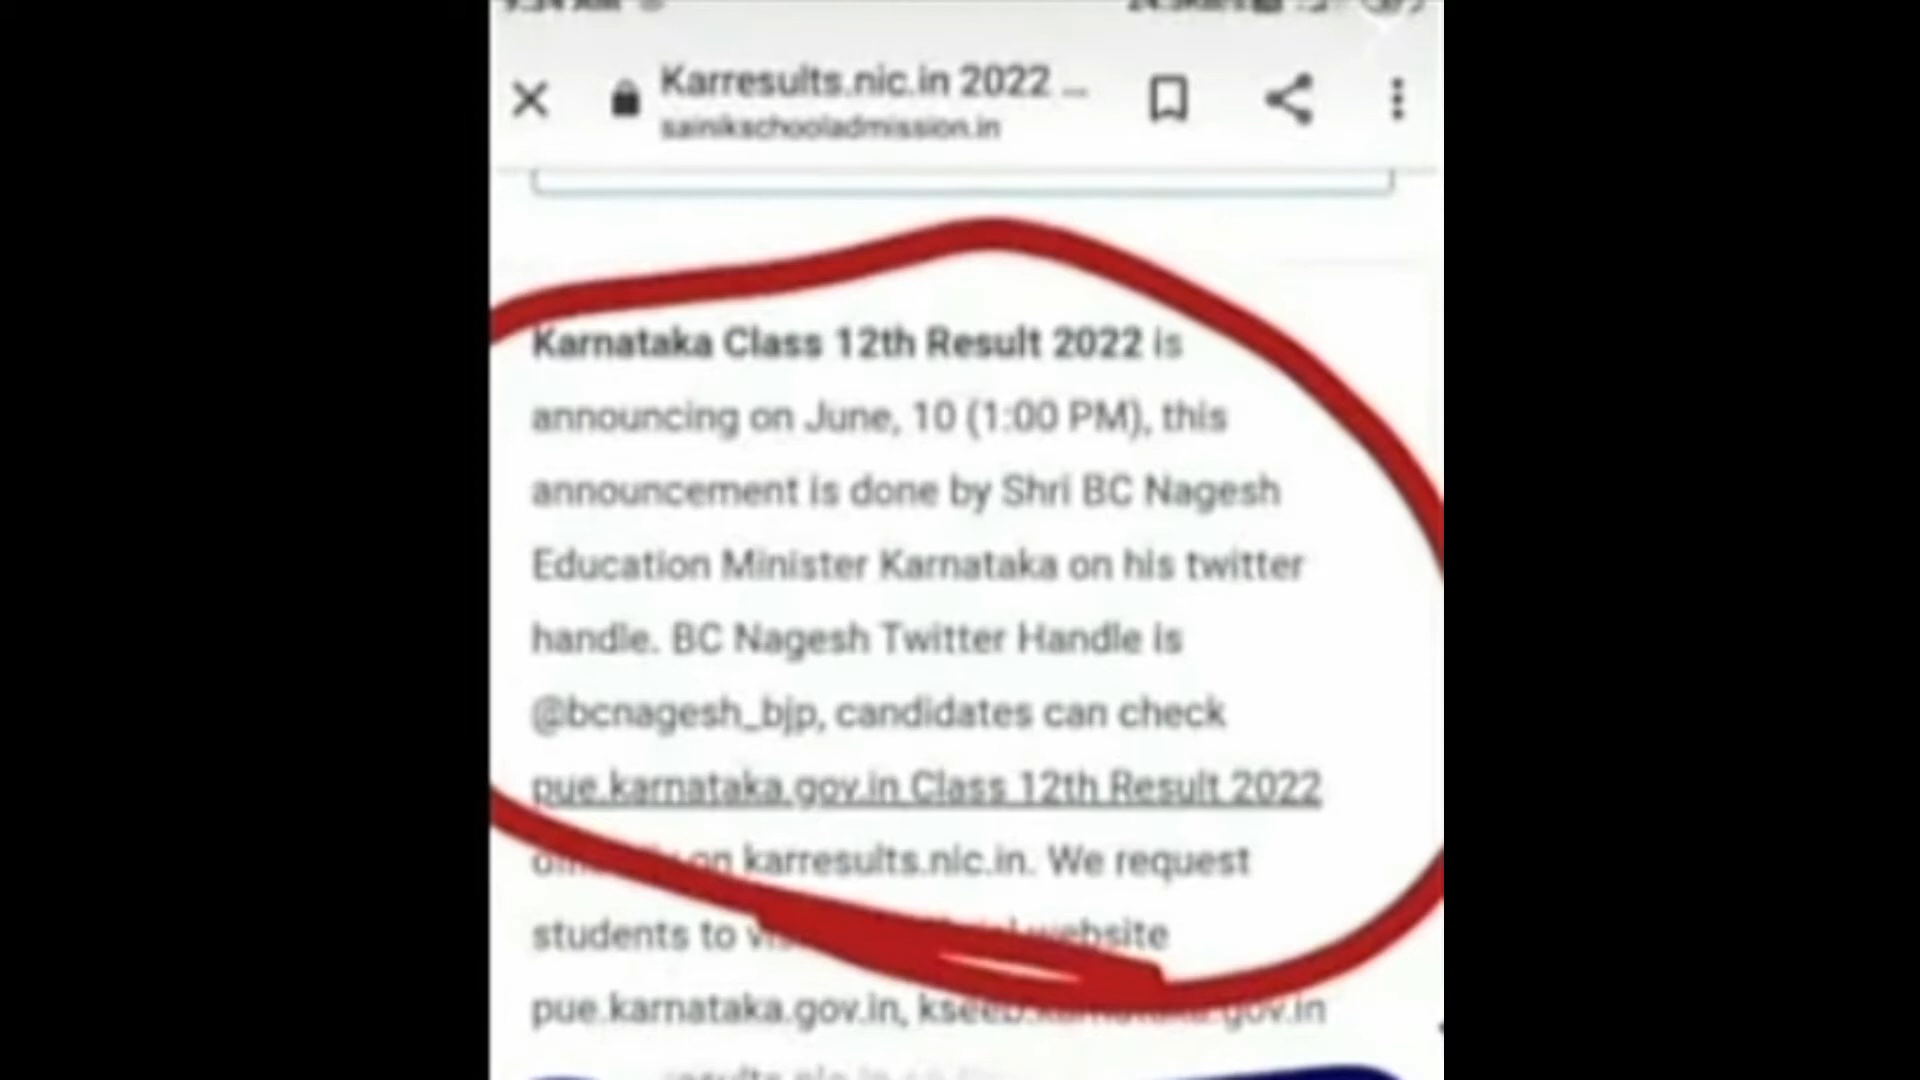 Karresults.nic.in 2022 ...
sainikschooladmission.in
Karnataka Class 12th Result 2022 is
announcing on June, 10 (1:00 PM), this
announcement is done by Shri BC Nagesh
Education Minister Karnataka on his twitter
handle. BC Nagesh Twitter Handle is
@bcnagesh_bjp, candidates can check
pue.karnataka.gov.in Class 12th Result 2022
on karresults.nic.in. We request
students to website
pue.karnataka.gov.in, kseeb.karnataka.gov.in